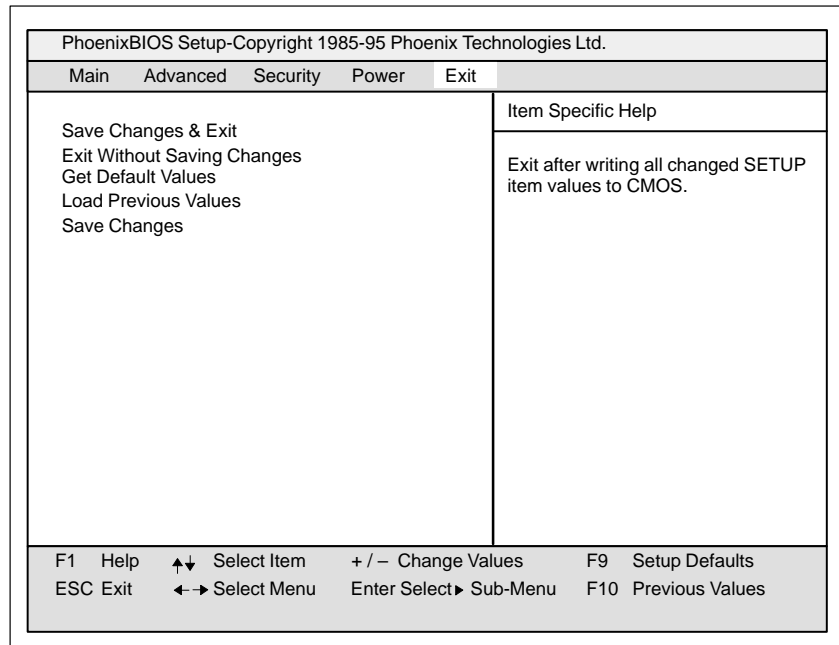 PhoenixBIOS Setup-Copyright 1985-95 Phoenix Technologies Ltd.
Main Advanced Security Power Exit
Save Changes & Exit
Exit Without Saving Changes
Get Default Values
Load Previous Values
Save Changes
Item Specific Help
Exit after writing all changed SETUP
item values to CMOS.
F1 Help ▲▼ Select Item + / – Change Values F9 Setup Defaults
ESC Exit ◄► Select Menu Enter Select ▶ Sub-Menu F10 Previous Values